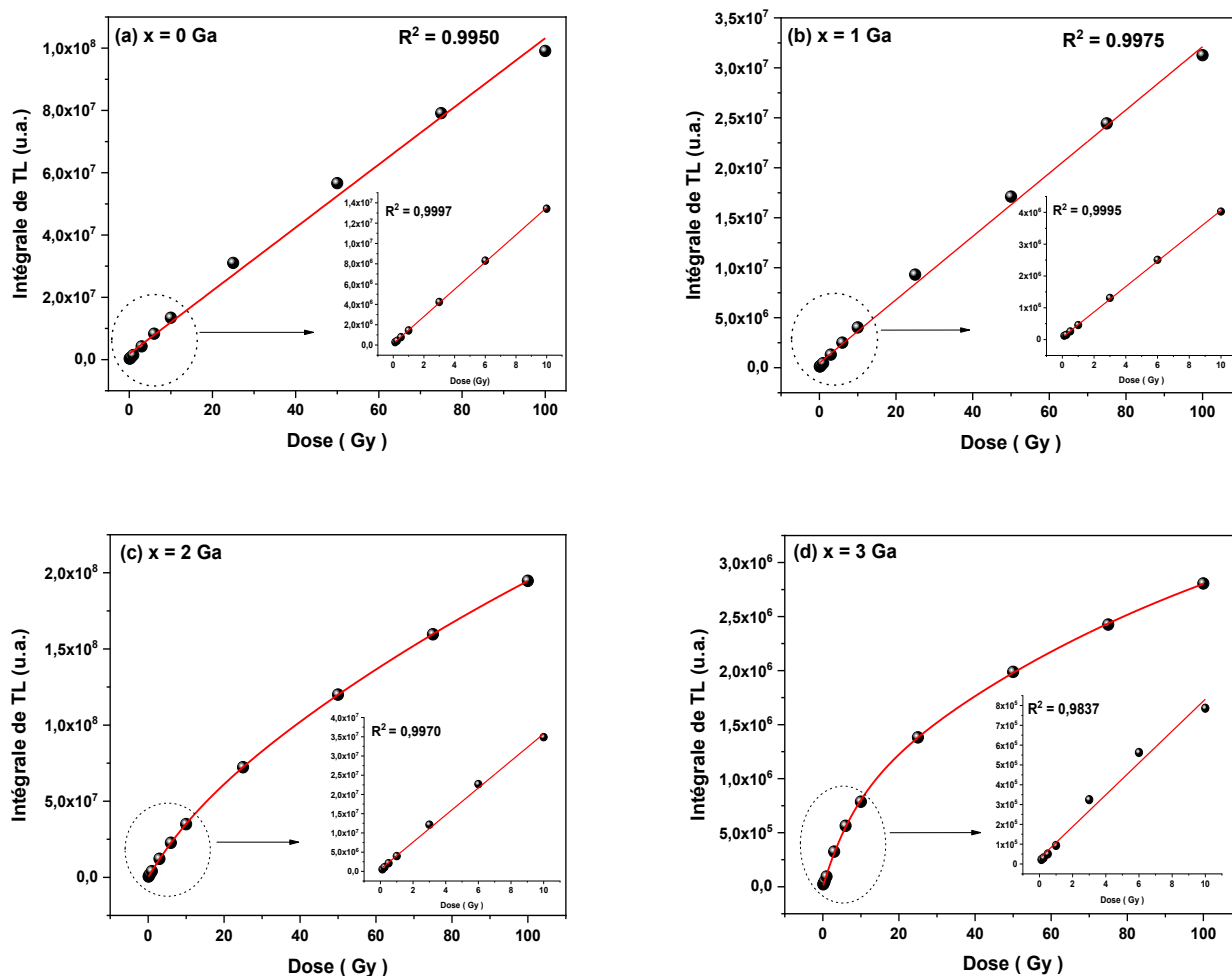 (a) x = 0 Ga
R² = 0.9950
Intégrale de TL (u.a.)
1,0x10⁸
8,0x10⁷
6,0x10⁷
4,0x10⁷
2,0x10⁷
0,0
0 20 40 60 80 100
Dose ( Gy )
R² = 0,9997
1,4x10⁷
1,2x10⁷
1,0x10⁷
8,0x10⁶
6,0x10⁶
4,0x10⁶
2,0x10⁶
0,0
0 2 4 6 8 10
Dose (Gy)
(b) x = 1 Ga
R² = 0.9975
Intégrale de TL (u.a.)
3,5x10⁷
3,0x10⁷
2,5x10⁷
2,0x10⁷
1,5x10⁷
1,0x10⁷
5,0x10⁶
0,0
0 20 40 60 80 100
Dose ( Gy )
R² = 0,9995
4x10⁶
3x10⁶
2x10⁶
1x10⁶
0
0 2 4 6 8 10
Dose ( Gy )
(c) x = 2 Ga
Intégrale de TL (u.a.)
2,0x10⁸
1,5x10⁸
1,0x10⁸
5,0x10⁷
0,0
0 20 40 60 80 100
Dose ( Gy )
R² = 0,9970
4,0x10⁷
3,5x10⁷
3,0x10⁷
2,5x10⁷
2,0x10⁷
1,5x10⁷
1,0x10⁷
5,0x10⁶
0,0
0 2 4 6 8 10
Dose ( Gy )
(d) x = 3 Ga
Intégrale de TL (u.a.)
3,0x10⁶
2,5x10⁶
2,0x10⁶
1,5x10⁶
1,0x10⁶
5,0x10⁵
0,0
0 20 40 60 80 100
Dose ( Gy )
R² = 0,9837
8x10⁵
7x10⁵
6x10⁵
5x10⁵
4x10⁵
3x10⁵
2x10⁵
1x10⁵
0
0 2 4 6 8 10
Dose ( Gy )